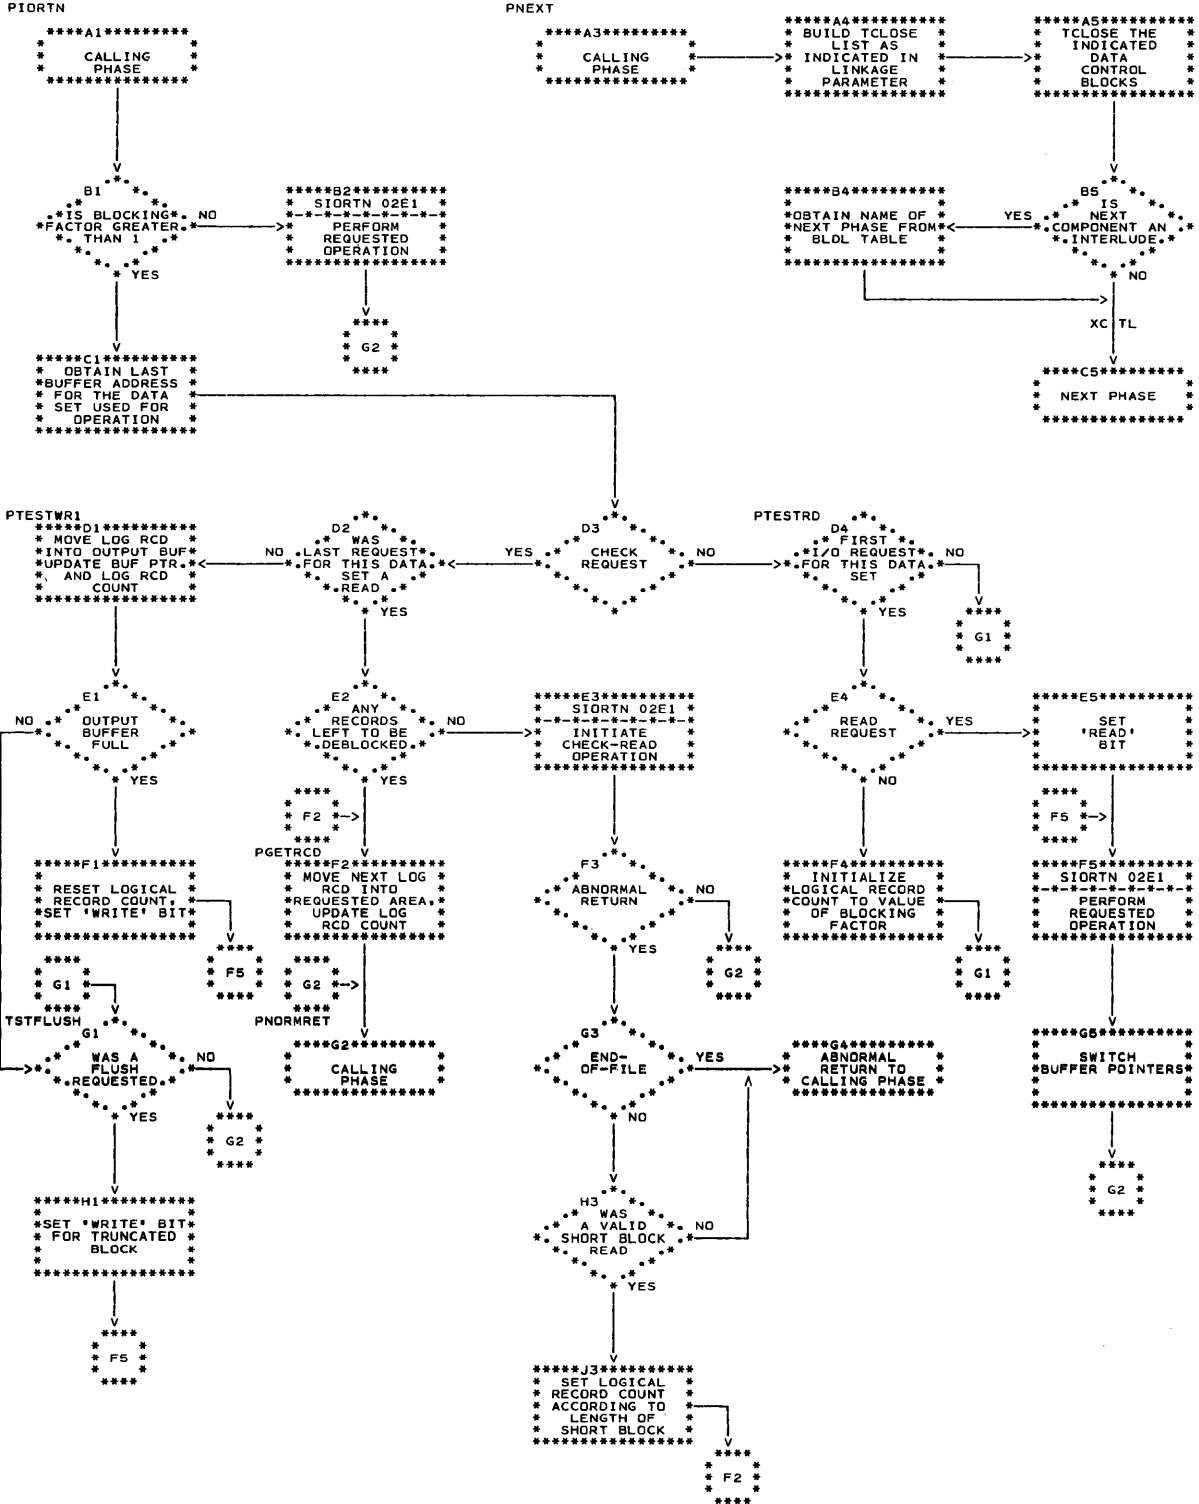 PIORTN
A1
CALLING
PHASE
PNEXT
A3
CALLING
PHASE
A4
BUILD TCLOSE
LIST AS
INDICATED IN
LINKAGE
PARAMETER
A5
TCLOSE THE
INDICATED
DATA
CONTROL
BLOCKS
B1
IS BLOCKING
FACTOR GREATER
THAN 1
NO
YES
B2
SIORTN 02E1
PERFORM
REQUESTED
OPERATION
G2
B4
OBTAIN NAME OF
NEXT PHASE FROM
BLDL TABLE
B5
IS
NEXT
COMPONENT AN
INTERLUDE
YES
NO
XCTL
C1
OBTAIN LAST
BUFFER ADDRESS
FOR THE DATA
SET USED FOR
OPERATION
C5
NEXT PHASE
PTESTWR1
D1
MOVE LOG RCD
INTO OUTPUT BUF
UPDATE BUF PTR.
AND LOG RCD
COUNT
D2
WAS
LAST REQUEST
FOR THIS DATA
SET A
READ
NO
YES
D3
CHECK
REQUEST
YES
NO
PTESTRD
D4
FIRST
I/O REQUEST
FOR THIS DATA
SET
NO
YES
G1
E1
OUTPUT
BUFFER
FULL
NO
YES
E2
ANY
RECORDS
LEFT TO BE
DEBLOCKED
NO
YES
E3
SIORTN 02E1
INITIATE
CHECK-READ
OPERATION
E4
READ
REQUEST
YES
NO
E5
SET
'READ'
BIT
F2
F5
F1
RESET LOGICAL
RECORD COUNT,
SET 'WRITE' BIT
F5
PGETRCD
F2
MOVE NEXT LOG
RCD INTO
REQUESTED AREA,
UPDATE LOG
RCD COUNT
F3
ABNORMAL
RETURN
NO
YES
G2
F4
INITIALIZE
LOGICAL RECORD
COUNT TO VALUE
OF BLOCKING
FACTOR
G1
F5
SIORTN 02E1
PERFORM
REQUESTED
OPERATION
G1
G2
TSTFLUSH
G1
WAS A
FLUSH
REQUESTED
NO
YES
G2
PNORMRET
G2
CALLING
PHASE
G3
END-
OF-FILE
YES
NO
G4
ABNORMAL
RETURN TO
CALLING PHASE
G5
SWITCH
BUFFER POINTERS
G2
H1
SET 'WRITE' BIT
FOR TRUNCATED
BLOCK
F5
H3
WAS
A VALID
SHORT BLOCK
READ
NO
YES
J3
SET LOGICAL
RECORD COUNT
ACCORDING TO
LENGTH OF
SHORT BLOCK
F2